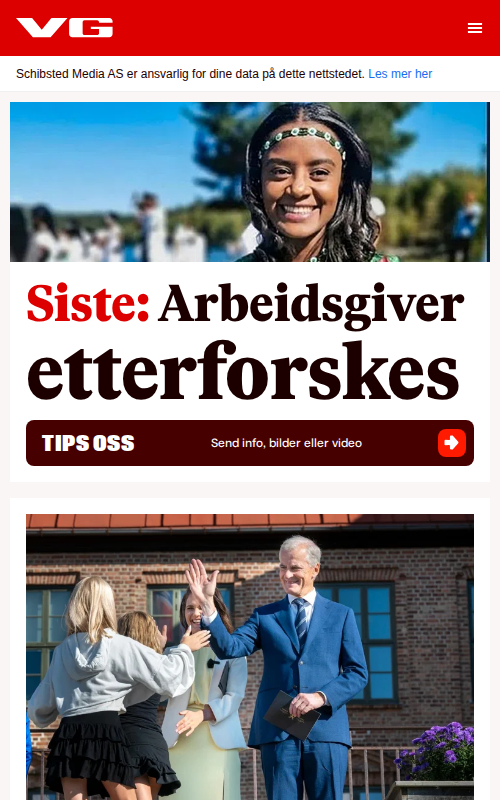 VG
Schibsted Media AS er ansvarlig for dine data på dette nettstedet. Les mer her
Siste: Arbeidsgiver
etterforskes
TIPS OSS Send info, bilder eller video